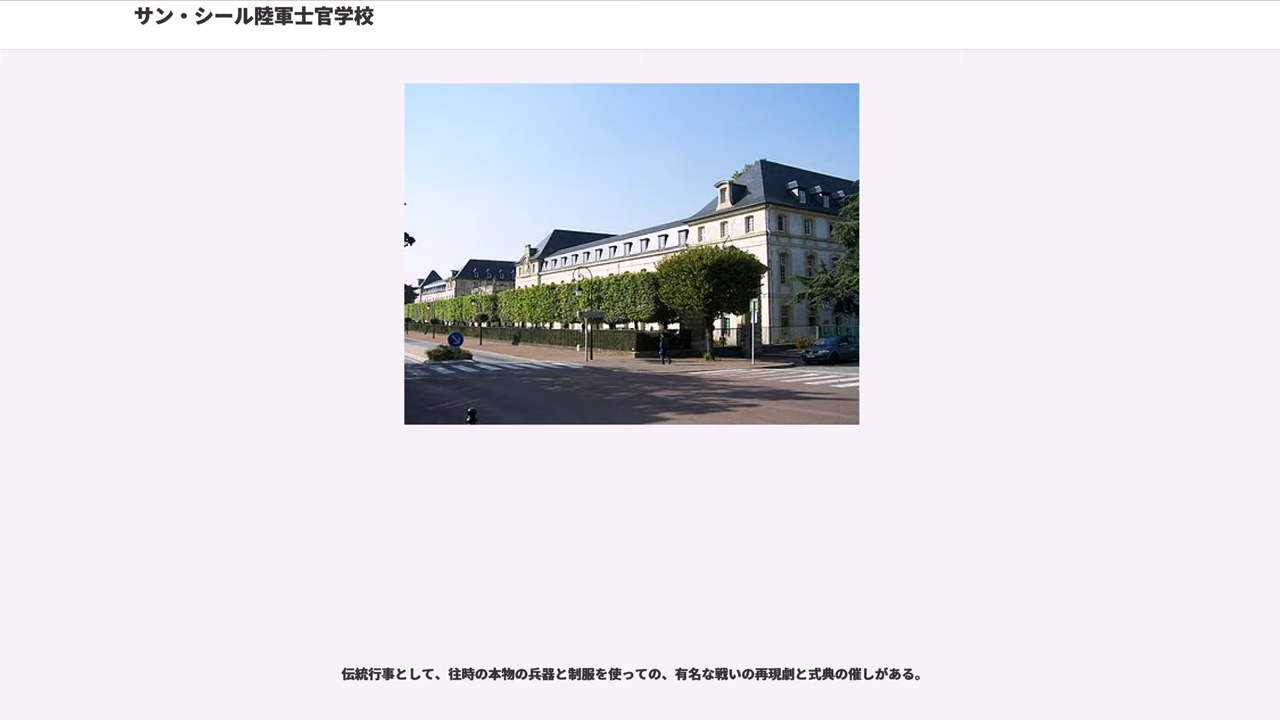 サン・シール陸軍士官学校
伝統行事として、往時の本物の兵器と制服を使っての、有名な戦いの再現劇と式典の催しがある。